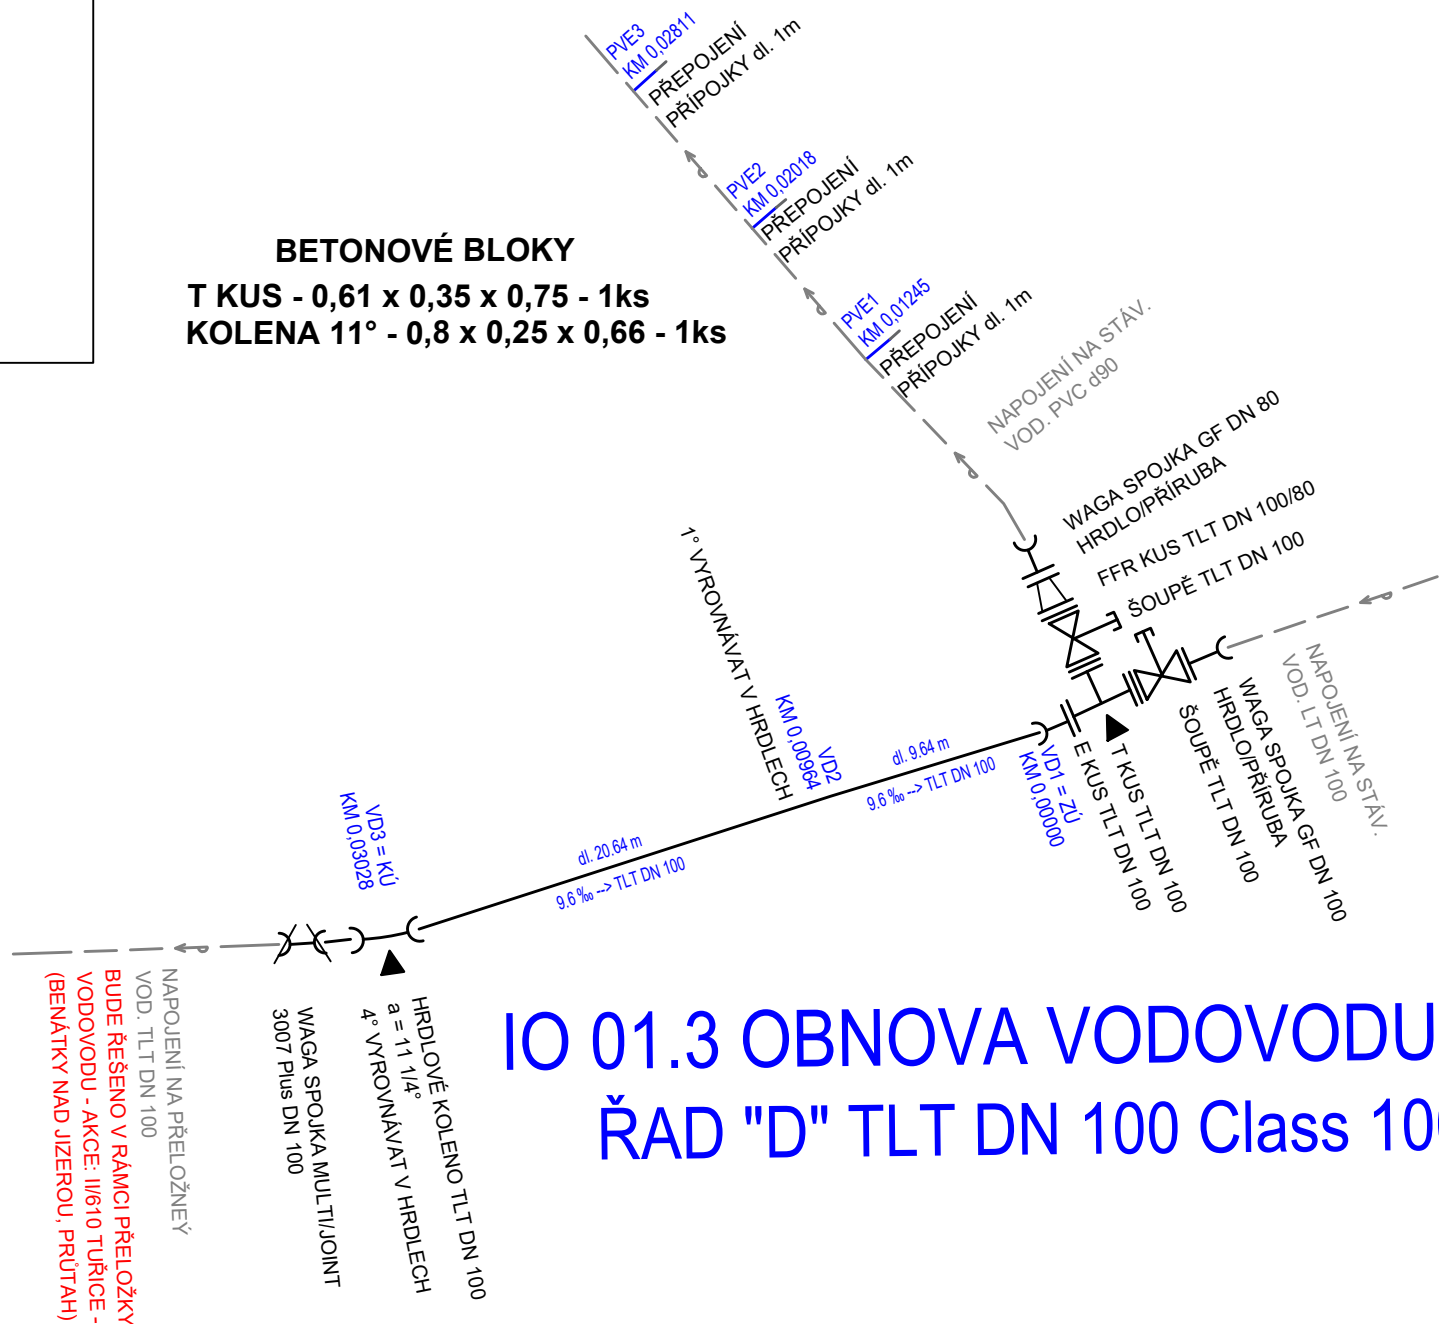 PVE3
KM 0,02811
PŘEPOJENÍ
PŘÍPOJKY dl. 1m
PVE2
KM 0,02018
PŘEPOJENÍ
PŘÍPOJKY dl. 1m
BETONOVÉ BLOKY
T KUS - 0,61 x 0,35 x 0,75 - 1ks
KOLENA 11° - 0,8 x 0,25 x 0,66 - 1ks
PVE1
KM 0,01245
PŘEPOJENÍ
PŘÍPOJKY dl. 1m
NAPOJENÍ NA STÁV.
VOD. PVC d90
WAGA SPOJKA GF DN 80
HRDLO/PŘÍRUBA
FFR KUS TLT DN 100/80
ŠOUPĚ TLT DN 100
NAPOJENÍ NA STÁV.
VOD. LT DN 100
WAGA SPOJKA GF DN 100
HRDLO/PŘÍRUBA
ŠOUPĚ TLT DN 100
T KUS TLT DN 100
E KUS TLT DN 100
VD1 = ZÚ
KM 0,00000
dl. 9.64 m
9.6 ‰ --> TLT DN 100
VD2
KM 0,00964
1° VYROVNÁVAT V HRDLECH
dl. 20.64 m
9.6 ‰ --> TLT DN 100
VD3 = KÚ
KM 0,03028
HRDLOVÉ KOLENO TLT DN 100
a = 11 1/4°
4° VYROVNÁVAT V HRDLECH
WAGA SPOJKA MULTI/JOINT
3007 Plus DN 100
NAPOJENÍ NA PŘELOŽNEÝ
VOD. TLT DN 100
BUDE ŘEŠENO V RÁMCI PŘELOŽKY
VODOVODU - AKCE: II/610 TUŘICE -
(BENÁTKY NAD JIZEROU, PRŮTAH)
IO 01.3 OBNOVA VODOVODU
ŘAD "D" TLT DN 100 Class 100